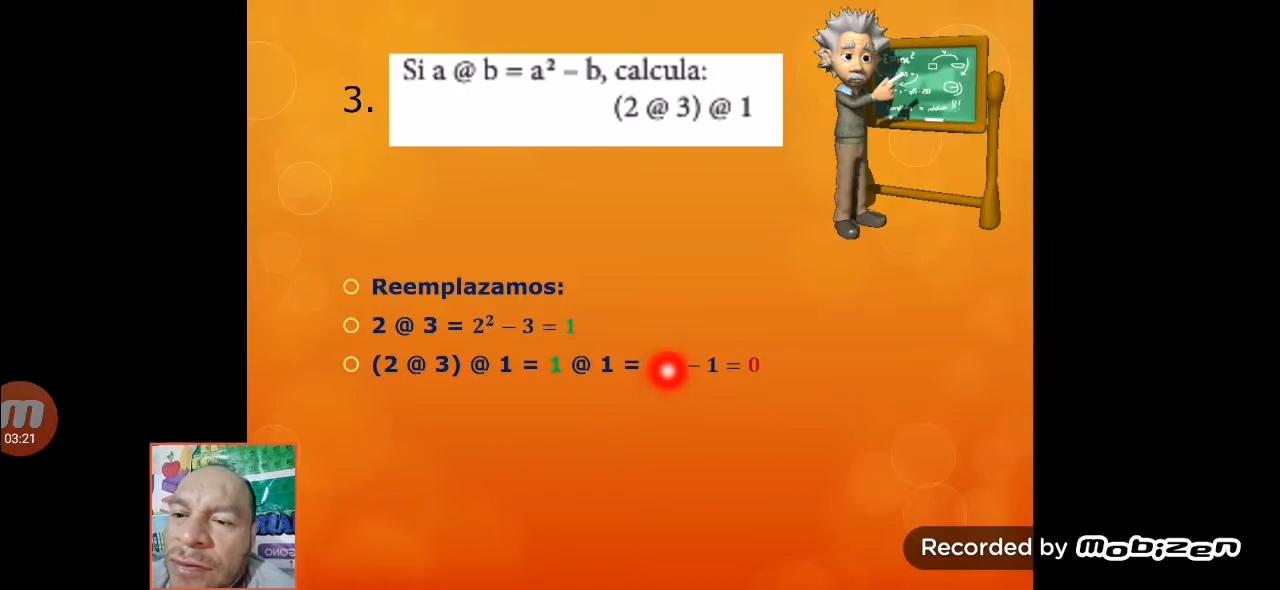 3.
Si a @ b = a² – b, calcula:
(2 @ 3) @ 1
Reemplazamos:
2 @ 3 = 2² − 3 = 1
(2 @ 3) @ 1 = 1 @ 1 = − 1 = 0
03:21
Recorded by mobizen